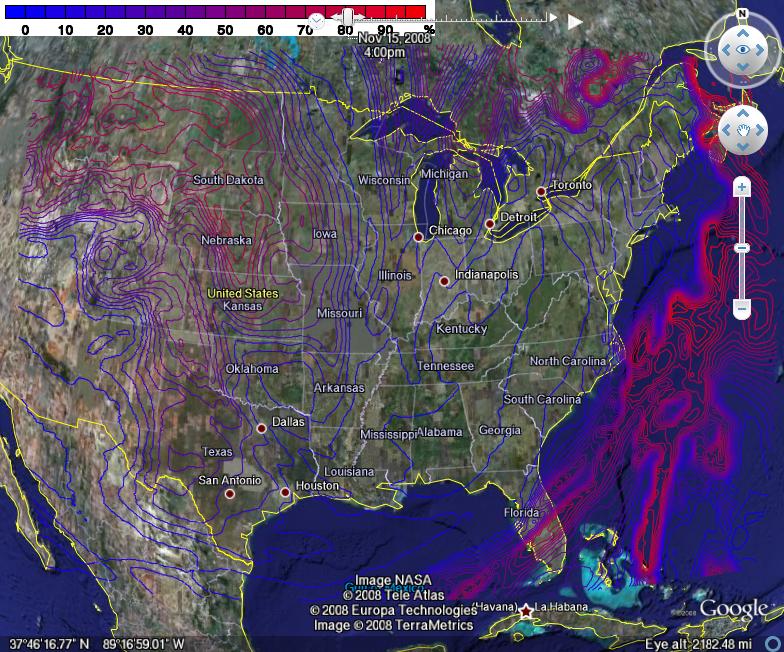 0 10 20 30 40 50 60 70 80 90 %
Nov 15, 2008
4:00pm
N
South Dakota
Wisconsin
Michigan
Toronto
Detroit
Chicago
Nebraska
Iowa
Illinois
Indianapolis
United States
Kansas
Missouri
Kentucky
Oklahoma
Tennessee
North Carolina
Arkansas
South Carolina
Dallas
Mississippi
Alabama
Georgia
Texas
Louisiana
San Antonio
Houston
Florida
Image NASA
© 2008 Tele Atlas
© 2008 Europa Technologies
Image © 2008 TerraMetrics
(Havana)
La Habana
©2008 Google
37°46'16.77" N 89°16'59.01" W
Eye alt 2182.48 mi